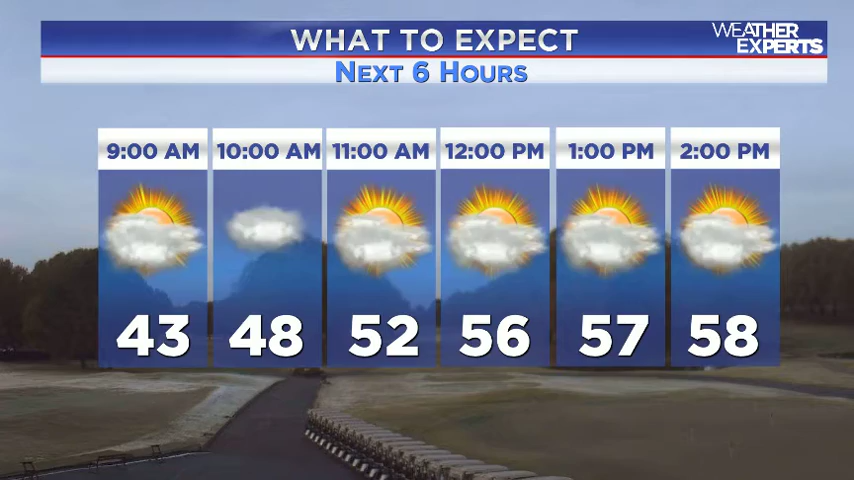 WHAT TO EXPECT
WEATHER
EXPERTS
NEXT 6 HOURS
9:00 AM
10:00 AM
11:00 AM
12:00 PM
1:00 PM
2:00 PM
43
48
52
56
57
58